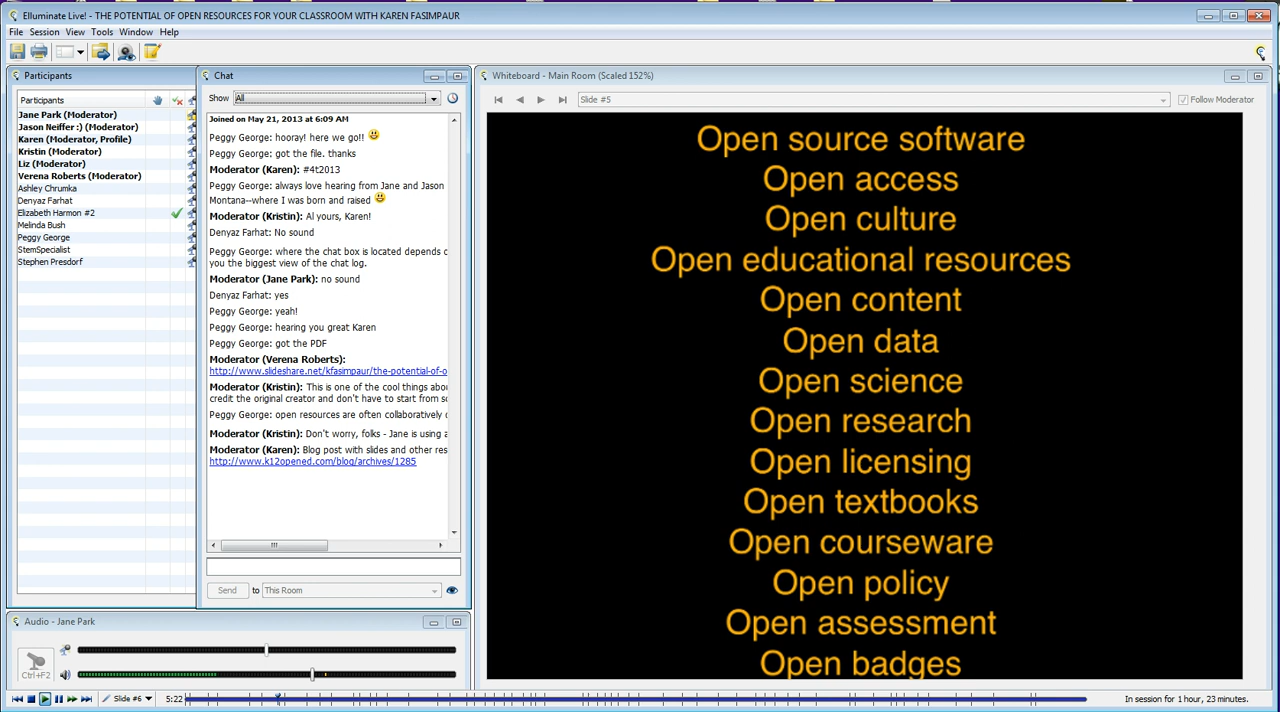 Elluminate Live! - THE POTENTIAL OF OPEN RESOURCES FOR YOUR CLASSROOM WITH KAREN FASIMPAUR
File Session View Tools Window Help
Participants
Participants
Jane Park (Moderator)
Jason Neiffer :) (Moderator)
Karen (Moderator, Profile)
Kristin (Moderator)
Liz (Moderator)
Verena Roberts (Moderator)
Ashley Chrumka
Denyaz Farhat
Elizabeth Harmon #2
Melinda Bush
Peggy George
StemSpecialist
Stephen Presdorf
Chat
Show All
Joined on May 21, 2013 at 6:09 AM
Peggy George: hooray! here we go!!
Peggy George: got the file. thanks
Moderator (Karen): #4t2013
Peggy George: always love hearing from Jane and Jason
Montana--where I was born and raised
Moderator (Kristin): Al yours, Karen!
Denyaz Farhat: No sound
Peggy George: where the chat box is located depends
you the biggest view of the chat log.
Moderator (Jane Park): no sound
Denyaz Farhat: yes
Peggy George: yeah!
Peggy George: hearing you great Karen
Peggy George: got the PDF
Moderator (Verena Roberts):
http://www.slideshare.net/kfasimpaur/the-potential-of-o
Moderator (Kristin): This is one of the cool things abou
credit the original creator and don't have to start from s
Peggy George: open resources are often collaboratively
Moderator (Kristin): Don't worry, folks - Jane is using a
Moderator (Karen): Blog post with slides and other res
http://www.k12opened.com/blog/archives/1285
Send to This Room
Audio - Jane Park
Ctrl+F2
Whiteboard - Main Room (Scaled 152%)
Slide #5
Follow Moderator
Open source software
Open access
Open culture
Open educational resources
Open content
Open data
Open science
Open research
Open licensing
Open textbooks
Open courseware
Open policy
Open assessment
Open badges
Slide #6 5:22 In session for 1 hour, 23 minutes.